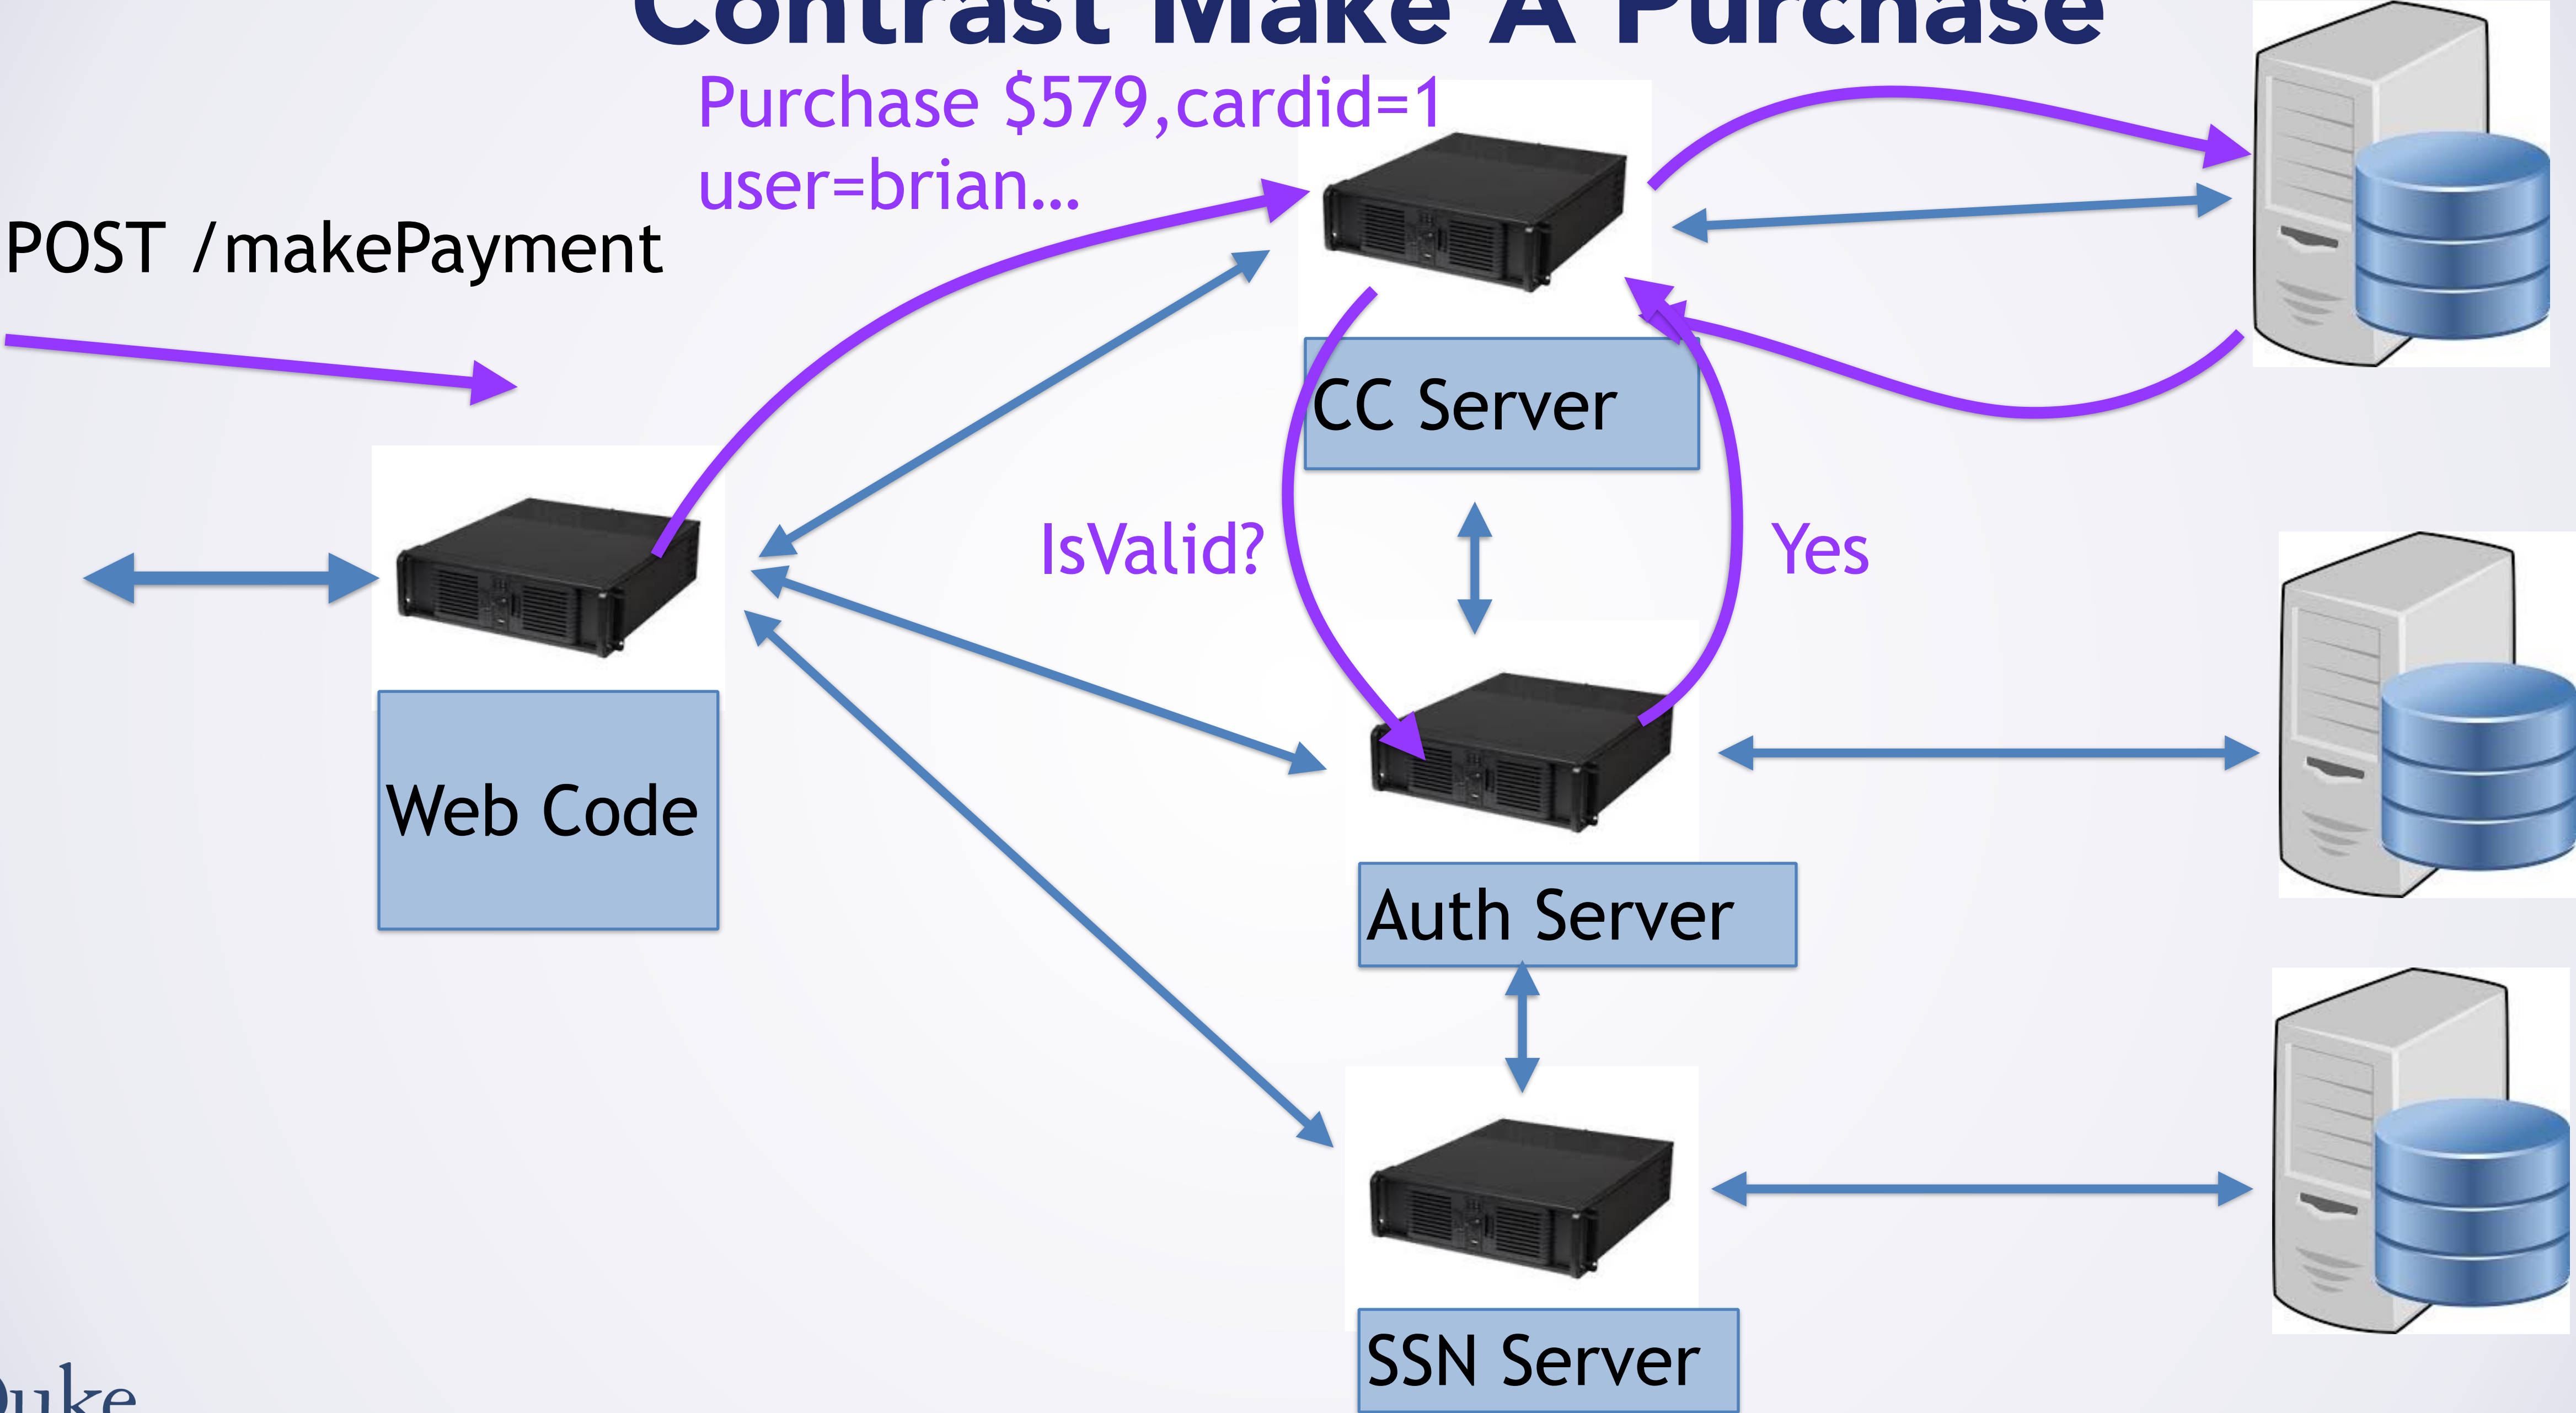 Contrast Make A Purchase
Purchase $579,cardid=1
user=brian…
POST /makePayment
CC Server
IsValid?
Yes
Web Code
Auth Server
SSN Server
Duke